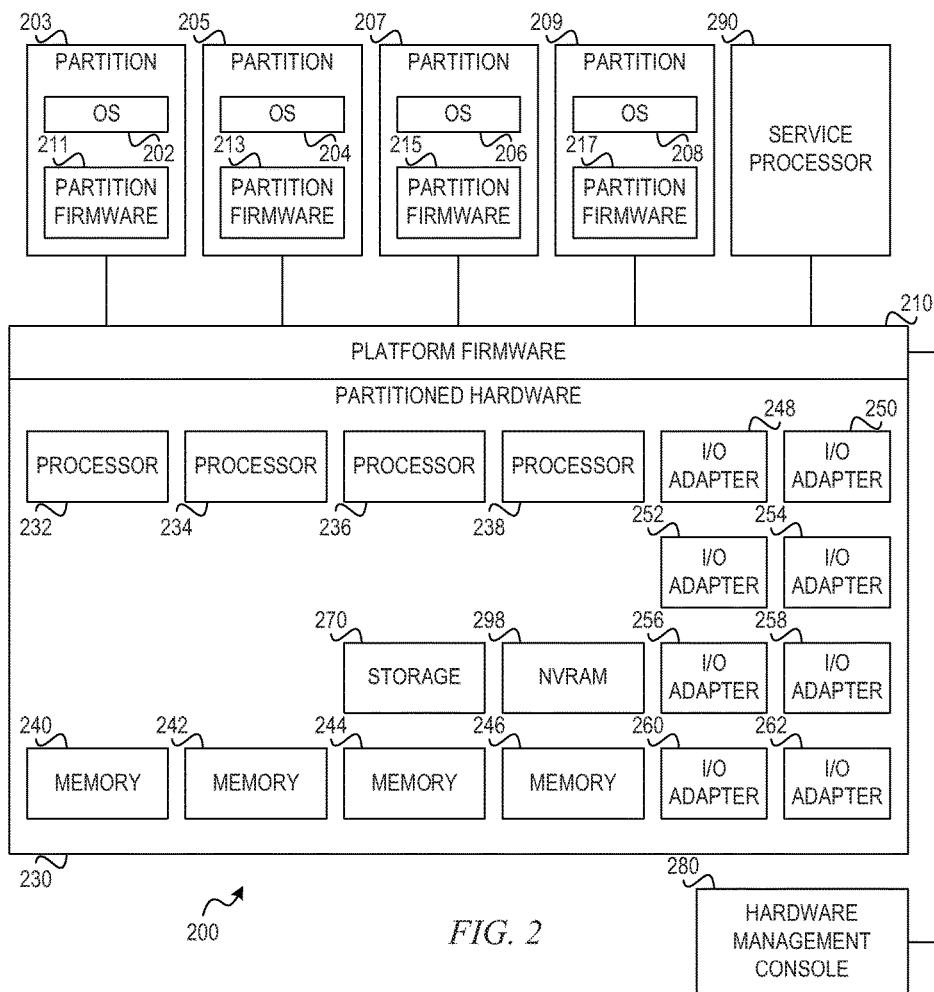 203 205 207 209 290
PARTITION PARTITION PARTITION PARTITION
OS OS OS OS
SERVICE
PROCESSOR
211 202 213 204 215 206 217 208
PARTITION
FIRMWARE
PARTITION
FIRMWARE
PARTITION
FIRMWARE
PARTITION
FIRMWARE
210
PLATFORM FIRMWARE
PARTITIONED HARDWARE
248 250
PROCESSOR PROCESSOR PROCESSOR PROCESSOR
I/O
ADAPTER
I/O
ADAPTER
232 234 236 238 252 254
I/O
ADAPTER
I/O
ADAPTER
270 298 256 258
STORAGE NVRAM
I/O
ADAPTER
I/O
ADAPTER
240 242 244 246 260 262
MEMORY MEMORY MEMORY MEMORY
I/O
ADAPTER
I/O
ADAPTER
230
280
200
FIG. 2
HARDWARE
MANAGEMENT
CONSOLE